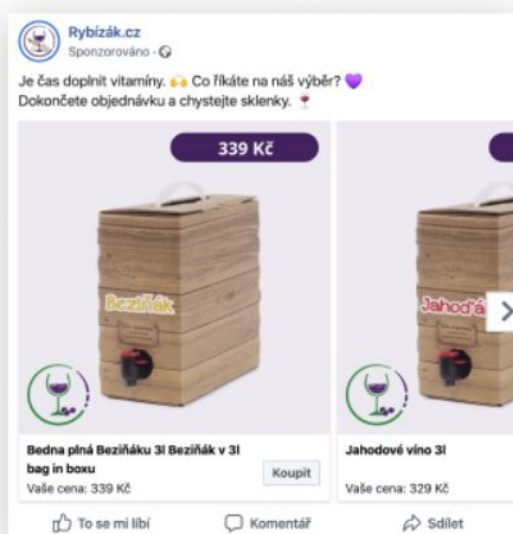 Rybízák.cz
Sponzorováno ·
Je čas doplnit vitamíny. 🙌 Co říkáte na náš výběr? 💜
Dokončete objednávku a chystejte sklenky. 🍷
339 Kč
Beziňák
Jahoďá
Bedna plná Beziňáku 3l Beziňák v 3l
bag in boxu
Vaše cena: 339 Kč
Koupit
Jahodové víno 3l
Vaše cena: 329 Kč
To se mi líbí
Komentář
Sdílet